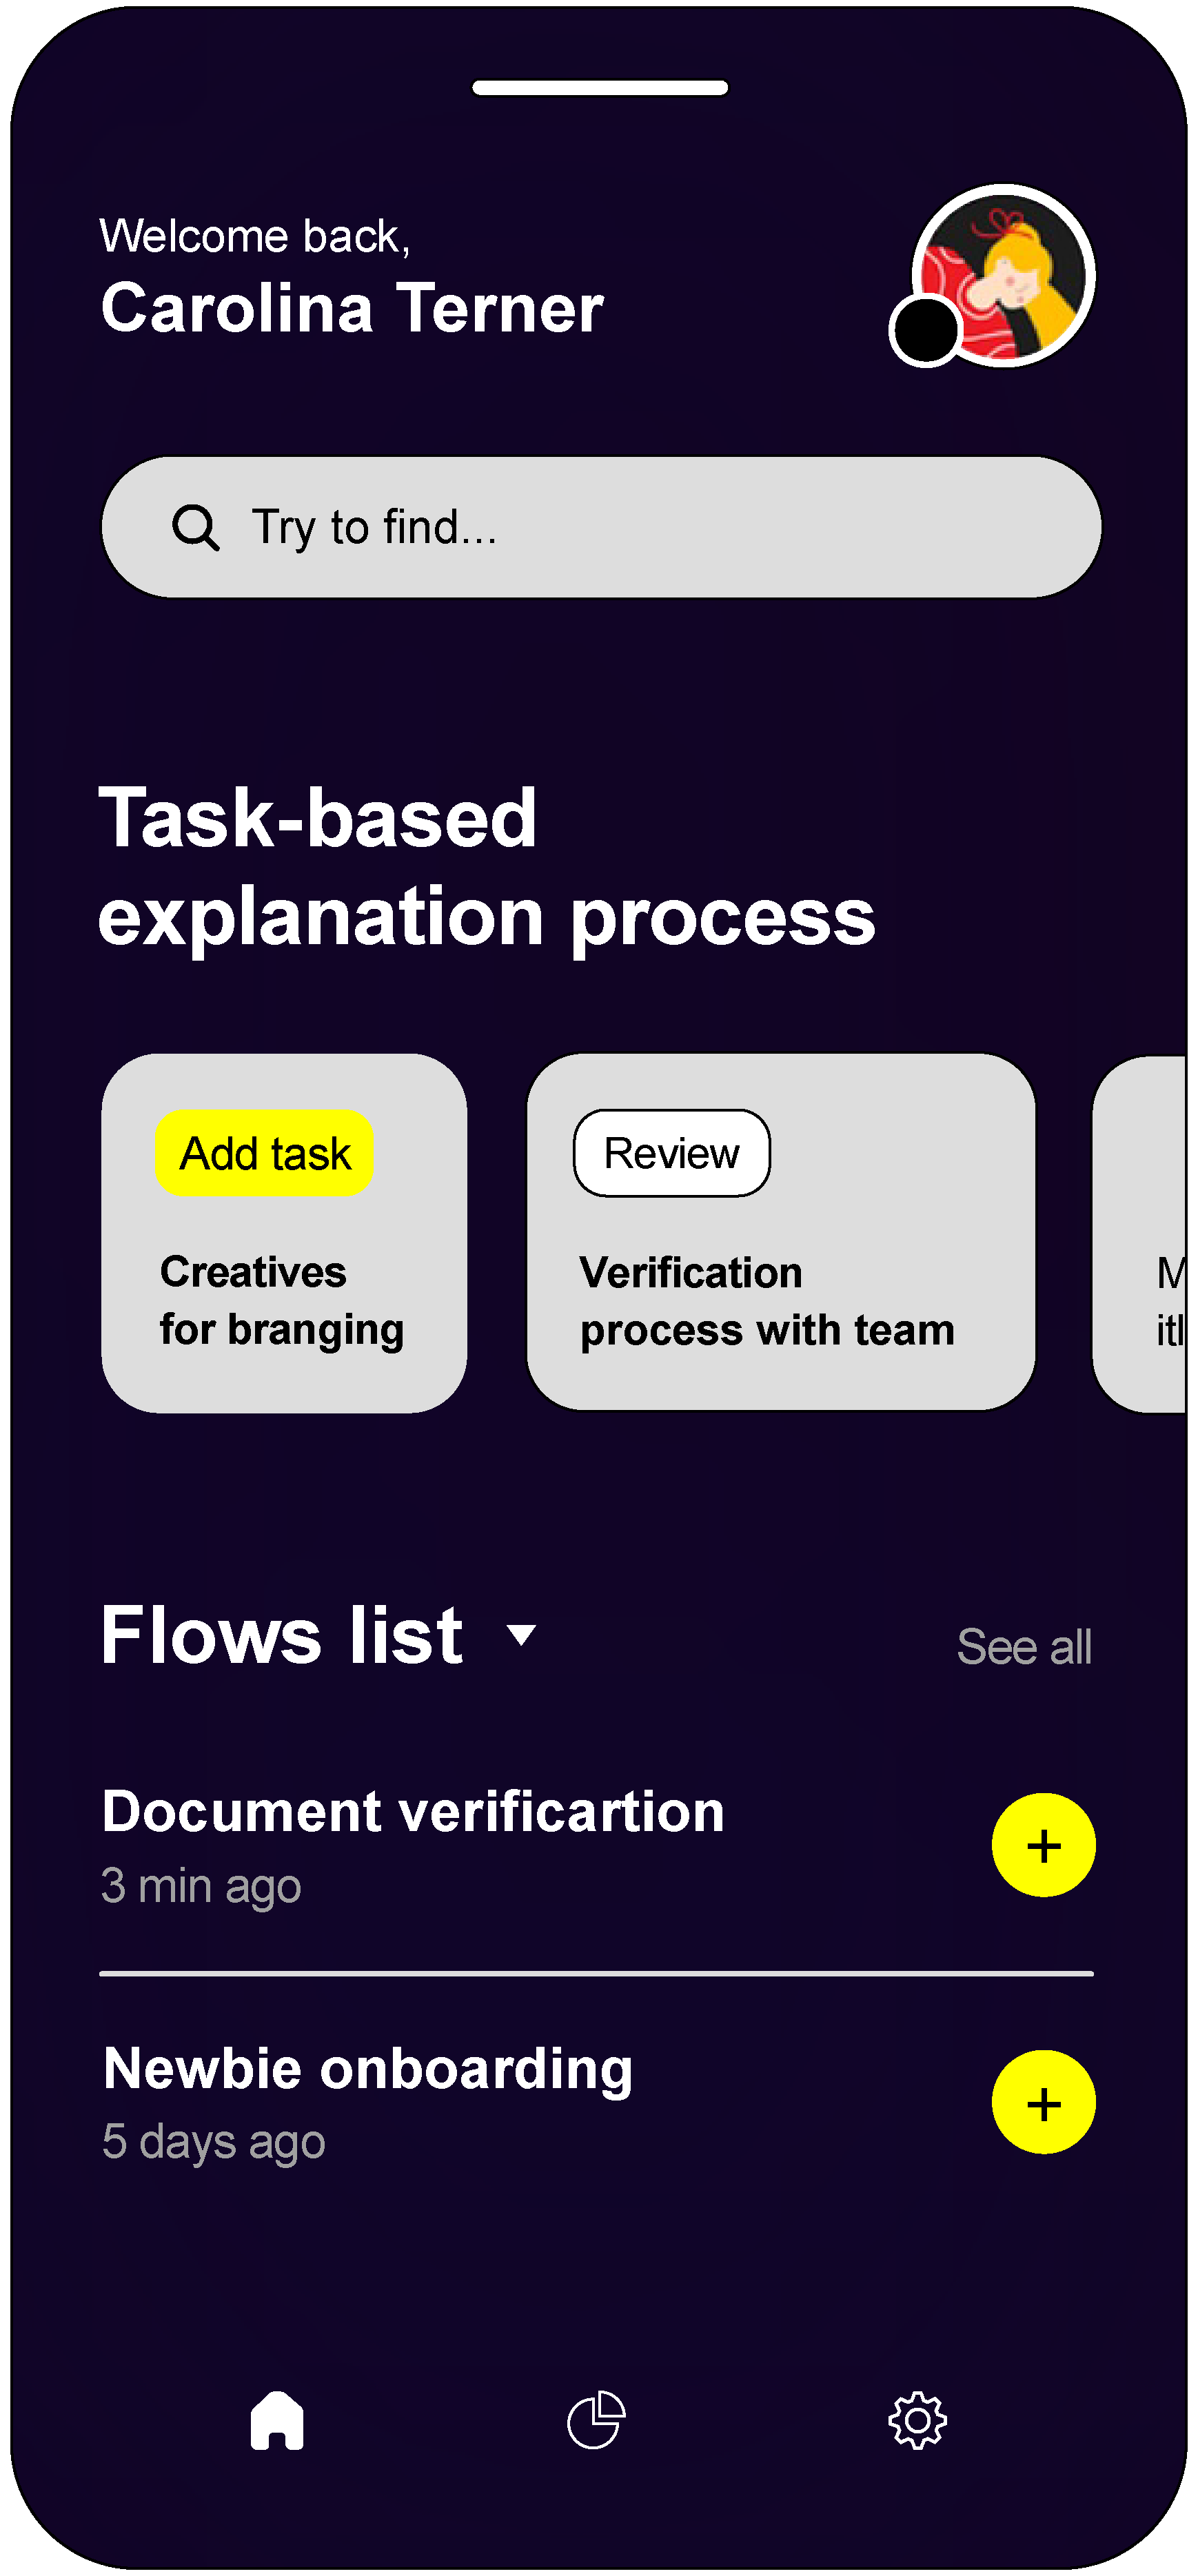 Welcome back,
Carolina Terner
Try to find...
Task-based
explanation process
Add task
Creatives
for branging
Review
Verification
process with team
Flows list
See all
Document verificartion
3 min ago
Newbie onboarding
5 days ago